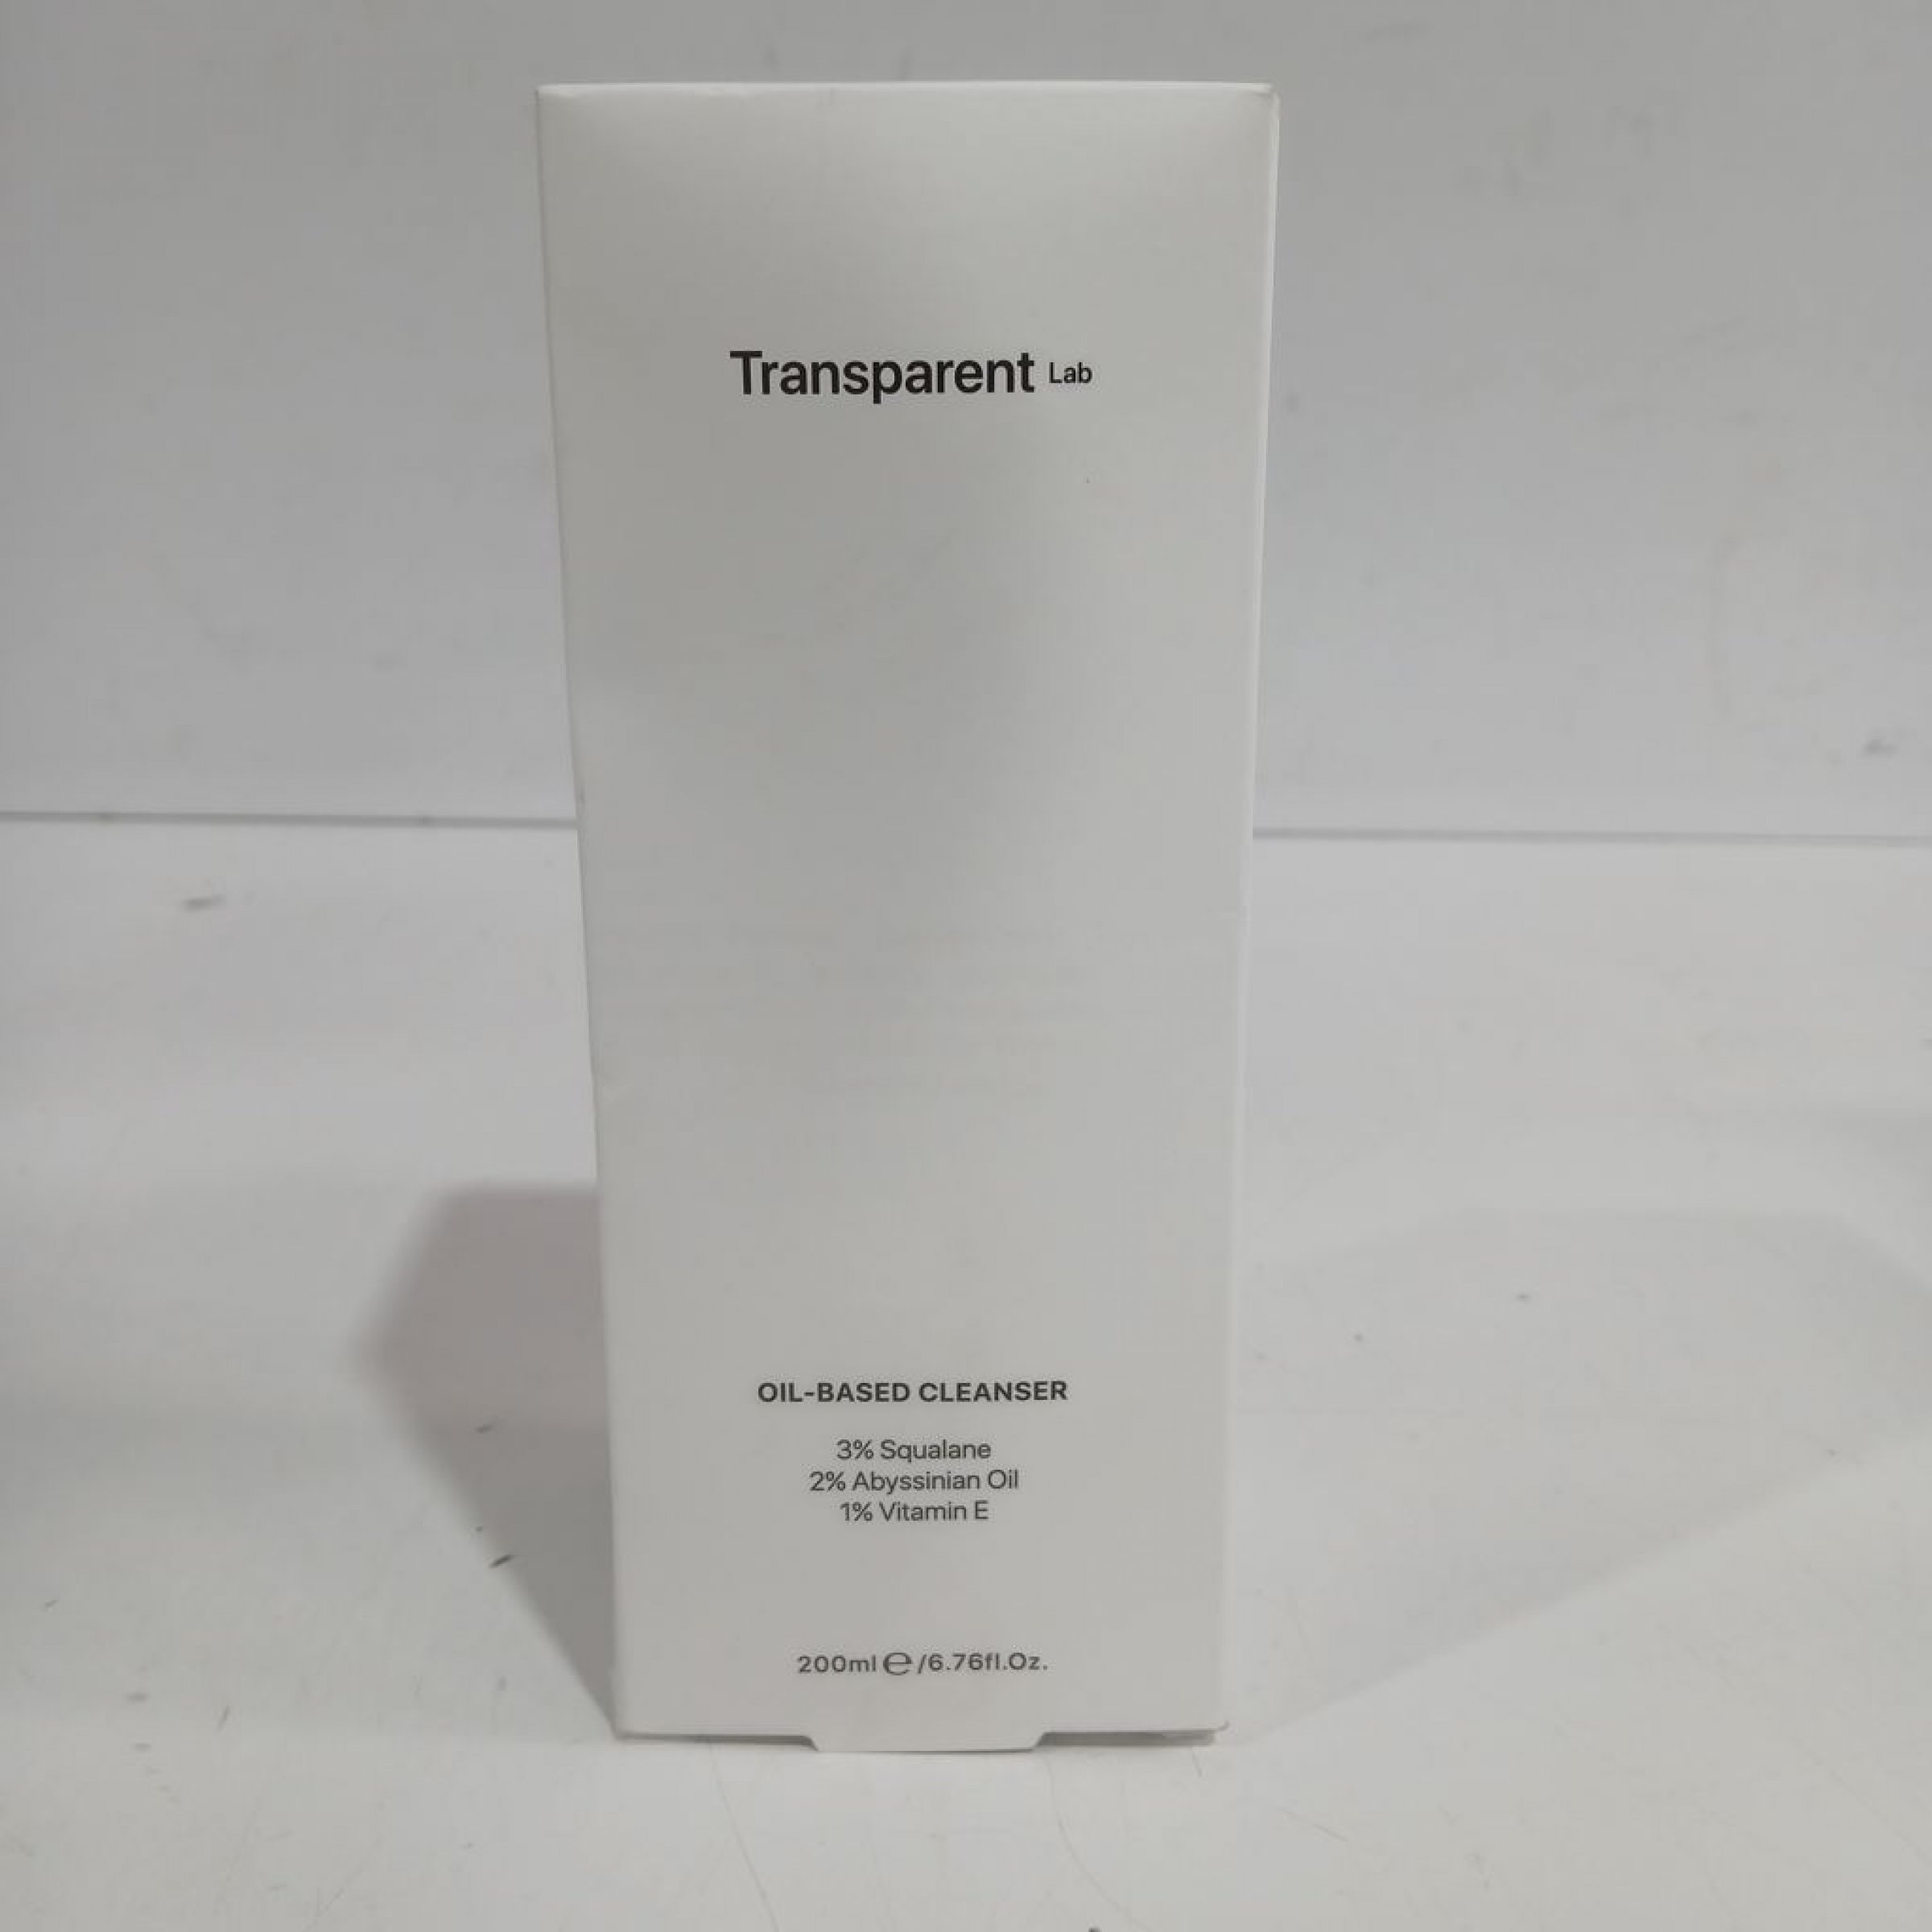 Transparent Lab
OIL-BASED CLEANSER
3% Squalane
2% Abyssinian Oil
1% Vitamin E
200ml ℮ /6.76fl.Oz.